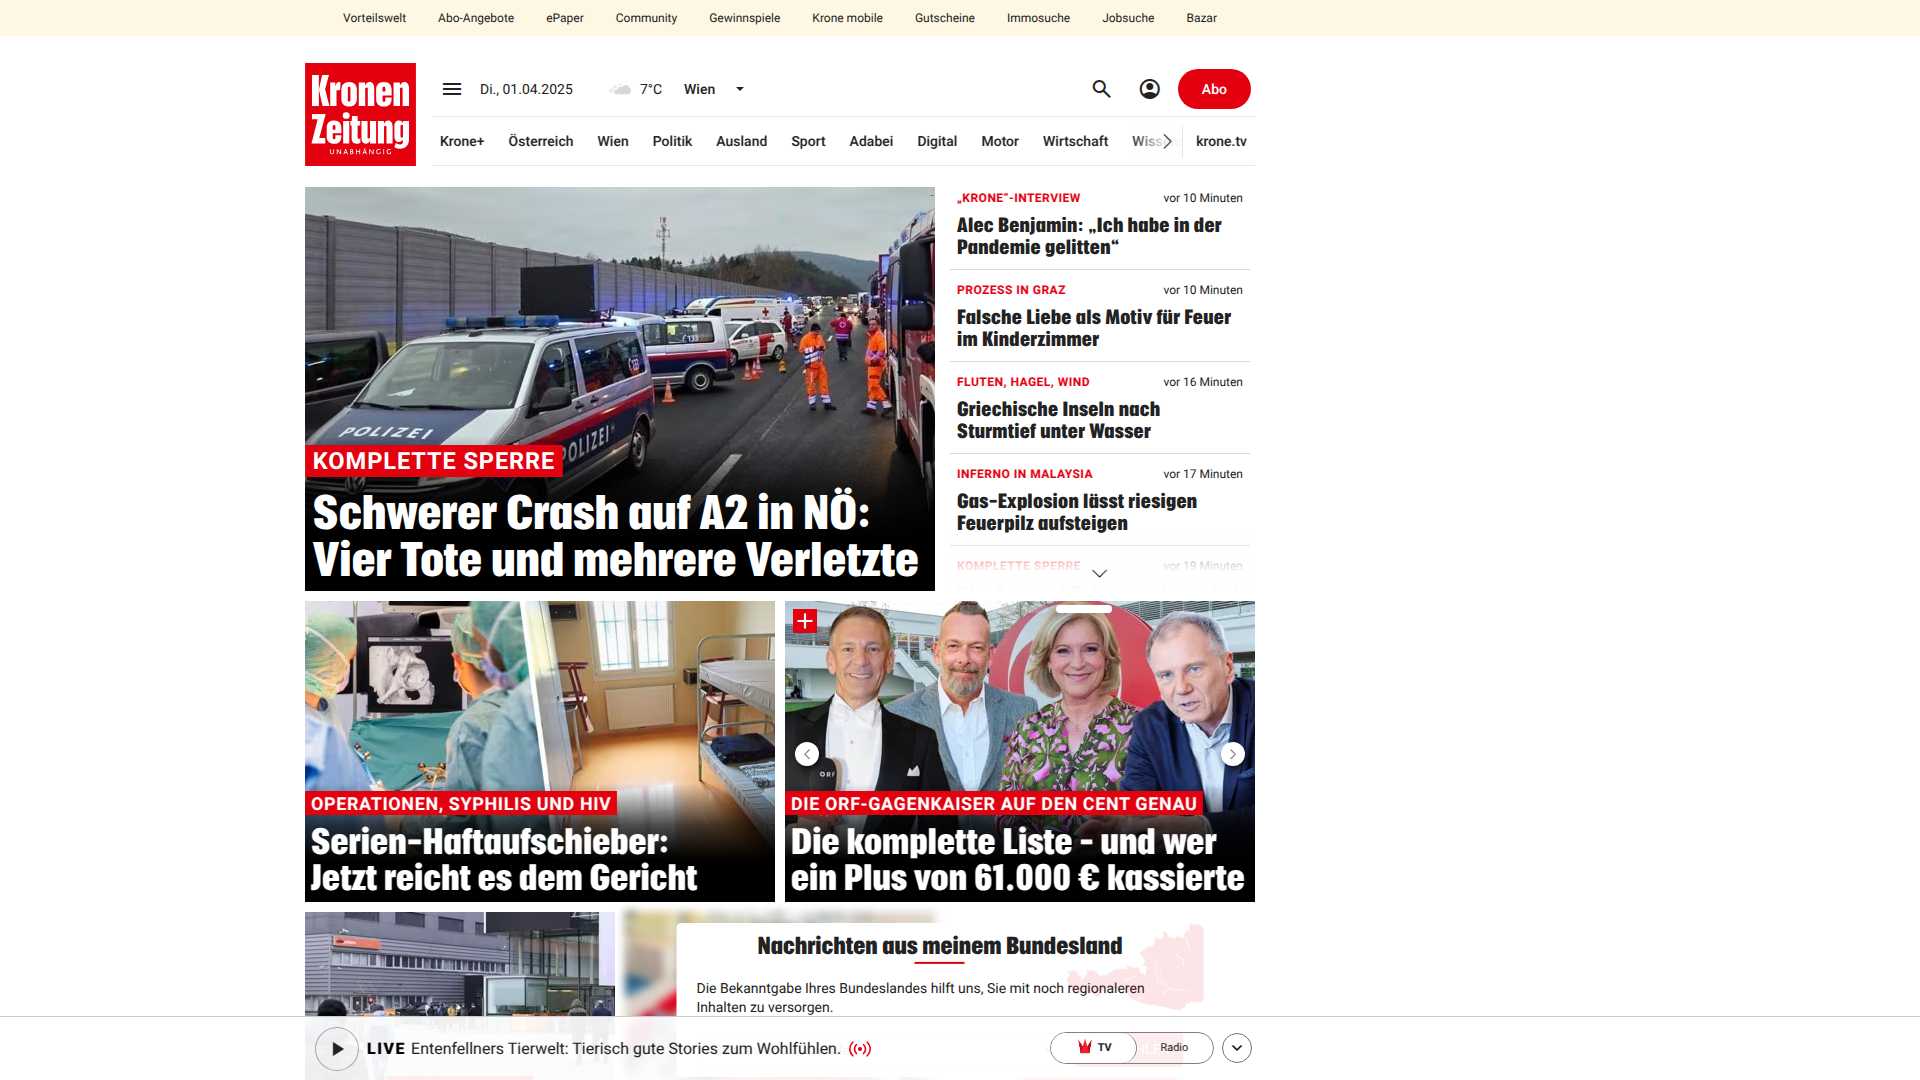 Vorteilswelt Abo-Angebote ePaper Community Gewinnspiele Krone mobile Gutscheine Immosuche Jobsuche Bazar
Kronen
Zeitung
UNABHÄNGIG
Di., 01.04.2025 7°C Wien
Abo
Krone+ Österreich Wien Politik Ausland Sport Adabei Digital Motor Wirtschaft Wiss krone.tv
POLIZEI
POLIZEI
133
KOMPLETTE SPERRE
Schwerer Crash auf A2 in NÖ:
Vier Tote und mehrere Verletzte
„KRONE“-INTERVIEW vor 10 Minuten
Alec Benjamin: „Ich habe in der
Pandemie gelitten“
PROZESS IN GRAZ vor 10 Minuten
Falsche Liebe als Motiv für Feuer
im Kinderzimmer
FLUTEN, HAGEL, WIND vor 16 Minuten
Griechische Inseln nach
Sturmtief unter Wasser
INFERNO IN MALAYSIA vor 17 Minuten
Gas-Explosion lässt riesigen
Feuerpilz aufsteigen
KOMPLETTE SPERRE vor 19 Minuten
OPERATIONEN, SYPHILIS UND HIV
Serien-Haftaufschieber:
Jetzt reicht es dem Gericht
ORF
DIE ORF-GAGENKAISER AUF DEN CENT GENAU
Die komplette Liste – und wer
ein Plus von 61.000 € kassierte
Nachrichten aus meinem Bundesland
Die Bekanntgabe Ihres Bundeslandes hilft uns, Sie mit noch regionaleren
Inhalten zu versorgen.
LIVE Entenfellners Tierwelt: Tierisch gute Stories zum Wohlfühlen.
TV Radio